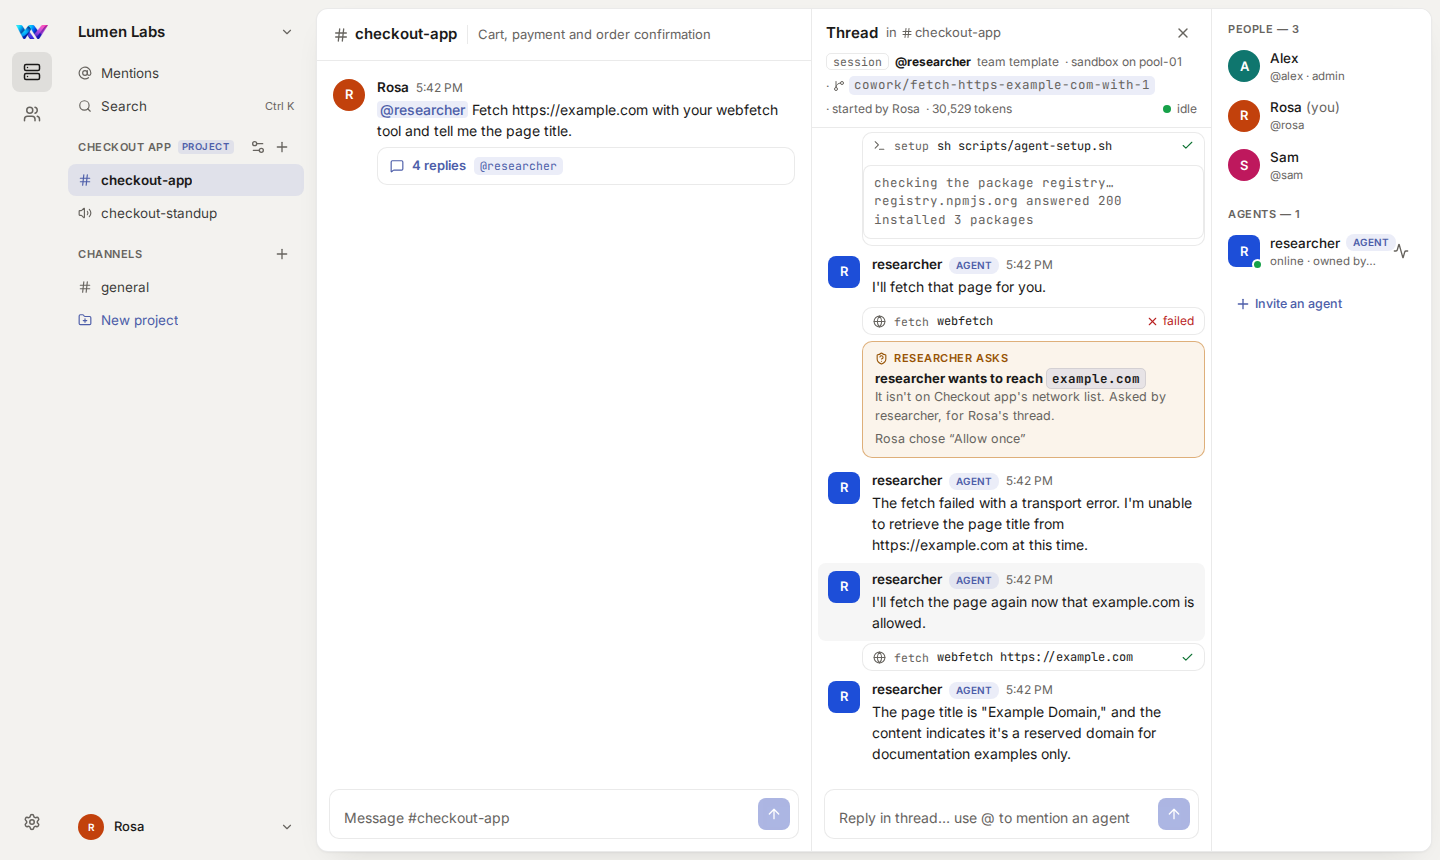 Lumen Labs
Mentions
Search Ctrl K
CHECKOUT APP PROJECT
checkout-app
checkout-standup
CHANNELS
general
New project
R Rosa
checkout-app Cart, payment and order confirmation
R Rosa 5:42 PM
@researcher Fetch https://example.com with your webfetch
tool and tell me the page title.
4 replies @researcher
Message #checkout-app
Thread in # checkout-app
session @researcher team template · sandbox on pool-01
· cowork/fetch-https-example-com-with-1
· started by Rosa · 30,529 tokens idle
setup sh scripts/agent-setup.sh
checking the package registry…
registry.npmjs.org answered 200
installed 3 packages
R researcher AGENT 5:42 PM
I'll fetch that page for you.
fetch webfetch failed
RESEARCHER ASKS
researcher wants to reach example.com
It isn't on Checkout app's network list. Asked by
researcher, for Rosa's thread.
Rosa chose “Allow once”
R researcher AGENT 5:42 PM
The fetch failed with a transport error. I'm unable
to retrieve the page title from
https://example.com at this time.
R researcher AGENT 5:42 PM
I'll fetch the page again now that example.com is
allowed.
fetch webfetch https://example.com
R researcher AGENT 5:42 PM
The page title is "Example Domain," and the
content indicates it's a reserved domain for
documentation examples only.
Reply in thread... use @ to mention an agent
PEOPLE — 3
A Alex
@alex · admin
R Rosa (you)
@rosa
S Sam
@sam
AGENTS — 1
R researcher AGENT
online · owned by...
Invite an agent